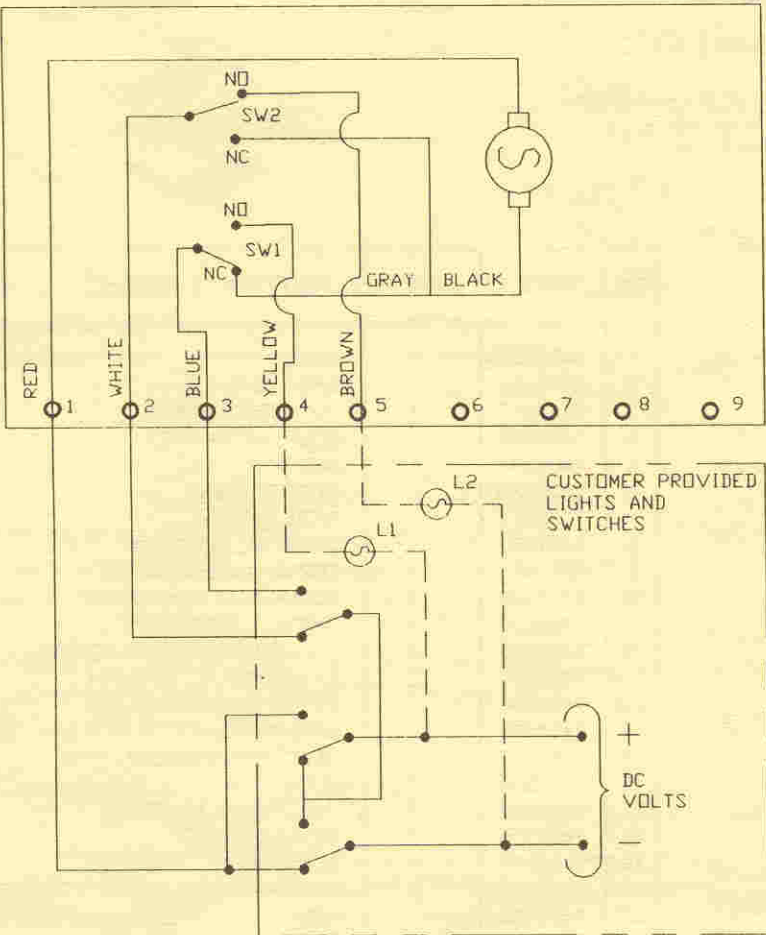 NO
SW2
NC
NO
SW1
NC
GRAY BLACK
RED
WHITE
BLUE
YELLOW
BROWN
1 2 3 4 5 6 7 8 9
L2
CUSTOMER PROVIDED
LIGHTS AND
SWITCHES
L1
+
DC
VOLTS
−